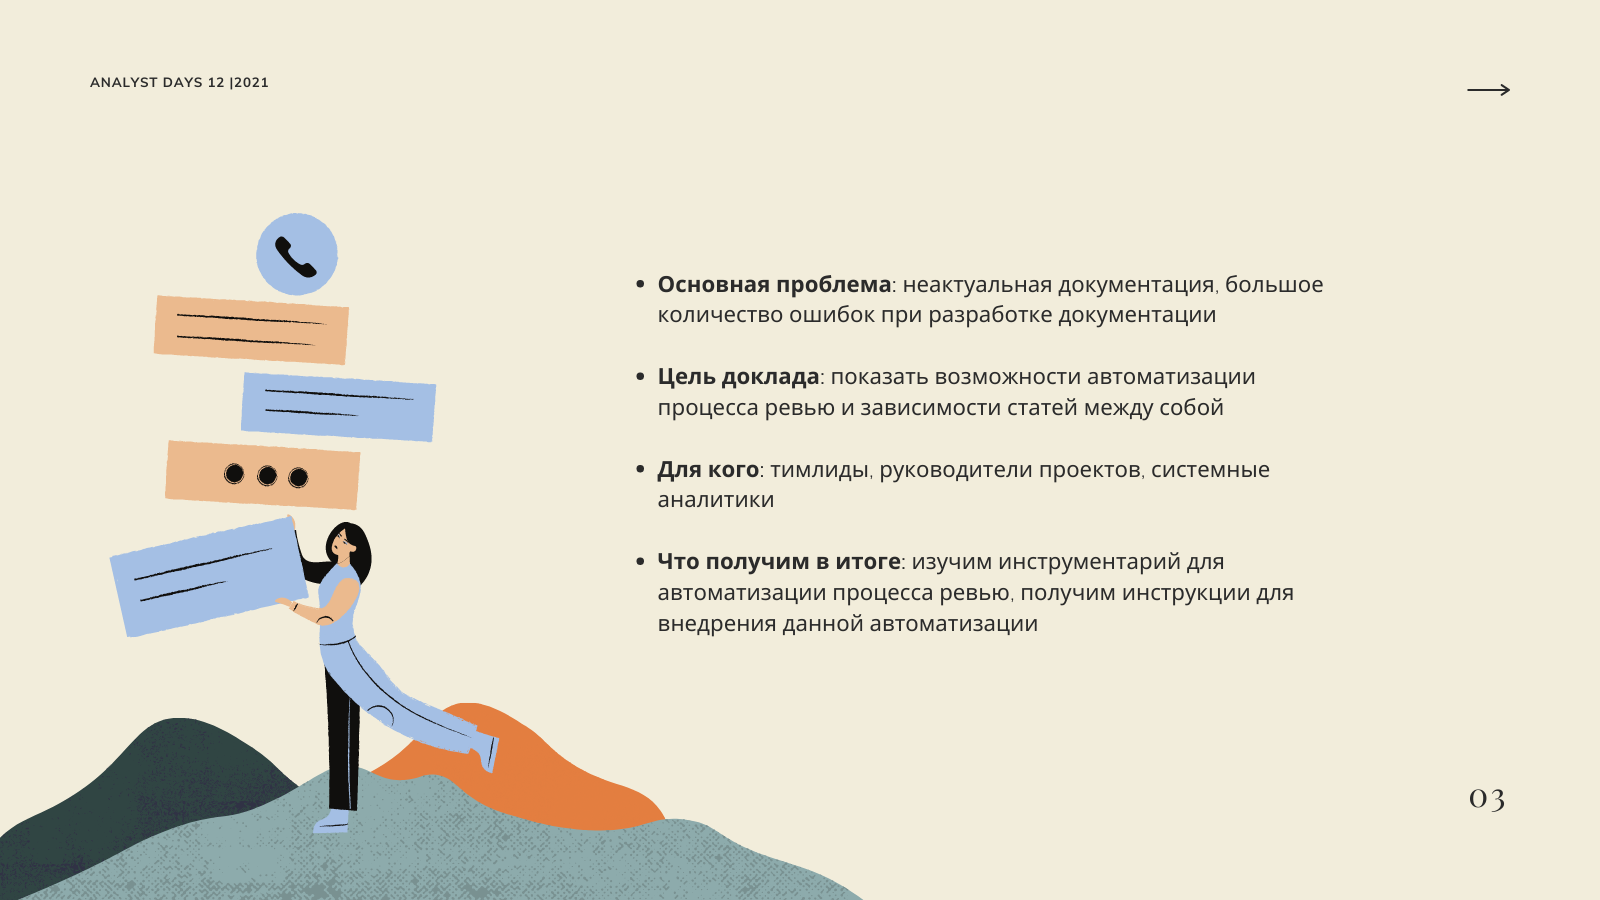 ANALYST DAYS 12 |2021
• Основная проблема: неактуальная документация, большое
количество ошибок при разработке документации
• Цель доклада: показать возможности автоматизации
процесса ревью и зависимости статей между собой
• Для кого: тимлиды, руководители проектов, системные
аналитики
• Что получим в итоге: изучим инструментарий для
автоматизации процесса ревью, получим инструкции для
внедрения данной автоматизации
03